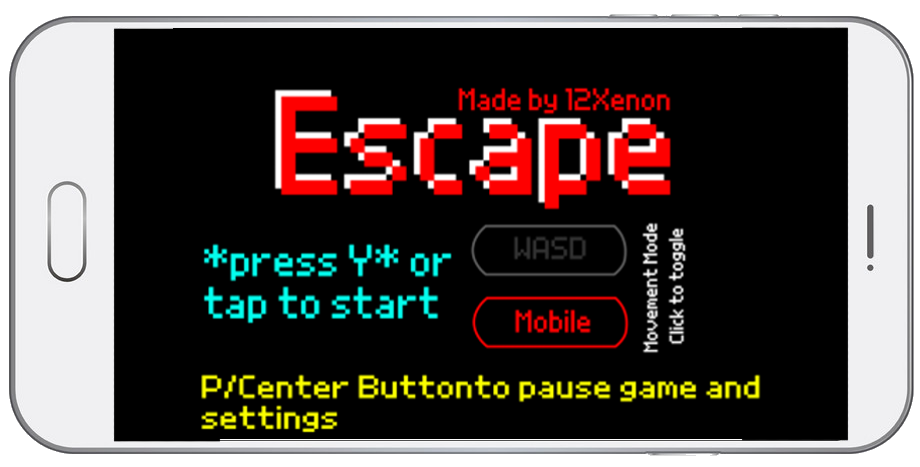 Made by 12Xenon
Escape
*press Y* or
tap to start
WASD
Mobile
Movement Mode
Click to toggle
P/Center Buttonto pause game and
settings